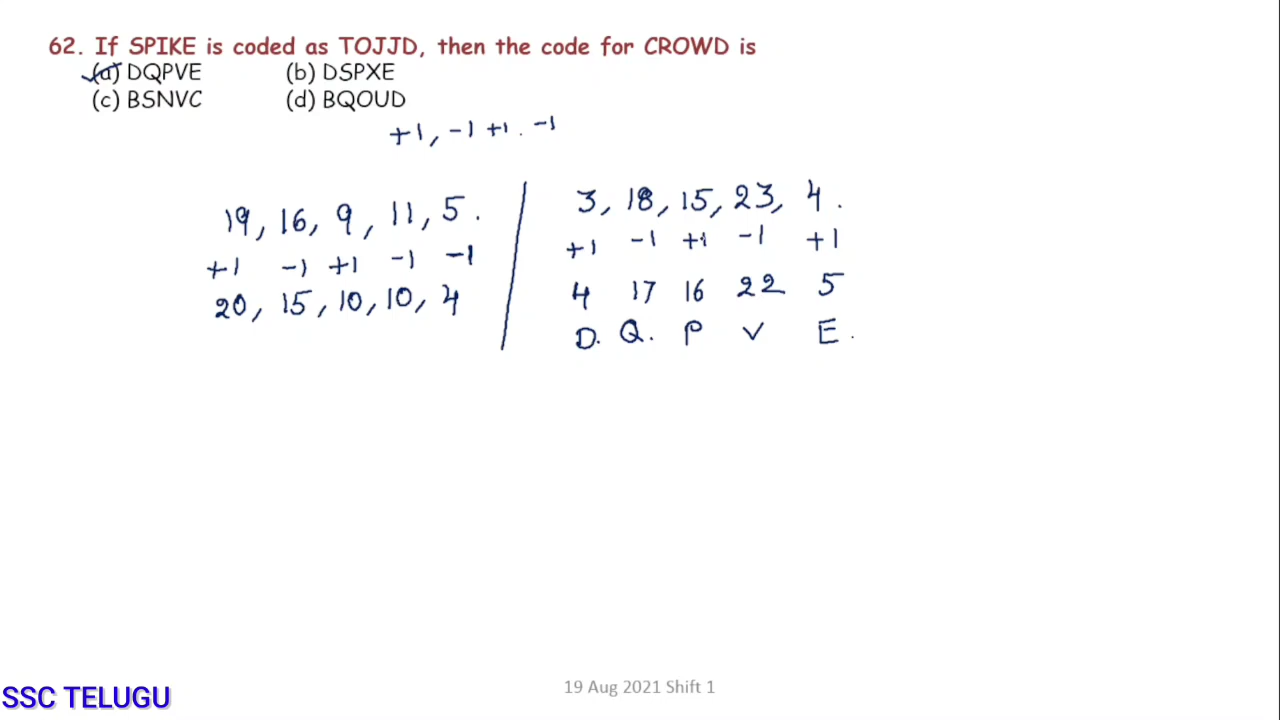 62. If SPIKE is coded as TOJJD, then the code for CROWD is
(a) DQPVE (b) DSPXE
(c) BSNVC (d) BQOUD
+1, -1 +1. -1
19, 16, 9, 11, 5.
+1 -1 +1 -1 -1
20, 15, 10, 10, 4
3, 18, 15, 23, 4.
+1 -1 +1 -1 +1
4 17 16 22 5
D. Q. P V E.
19 Aug 2021 Shift 1
SSC TELUGU